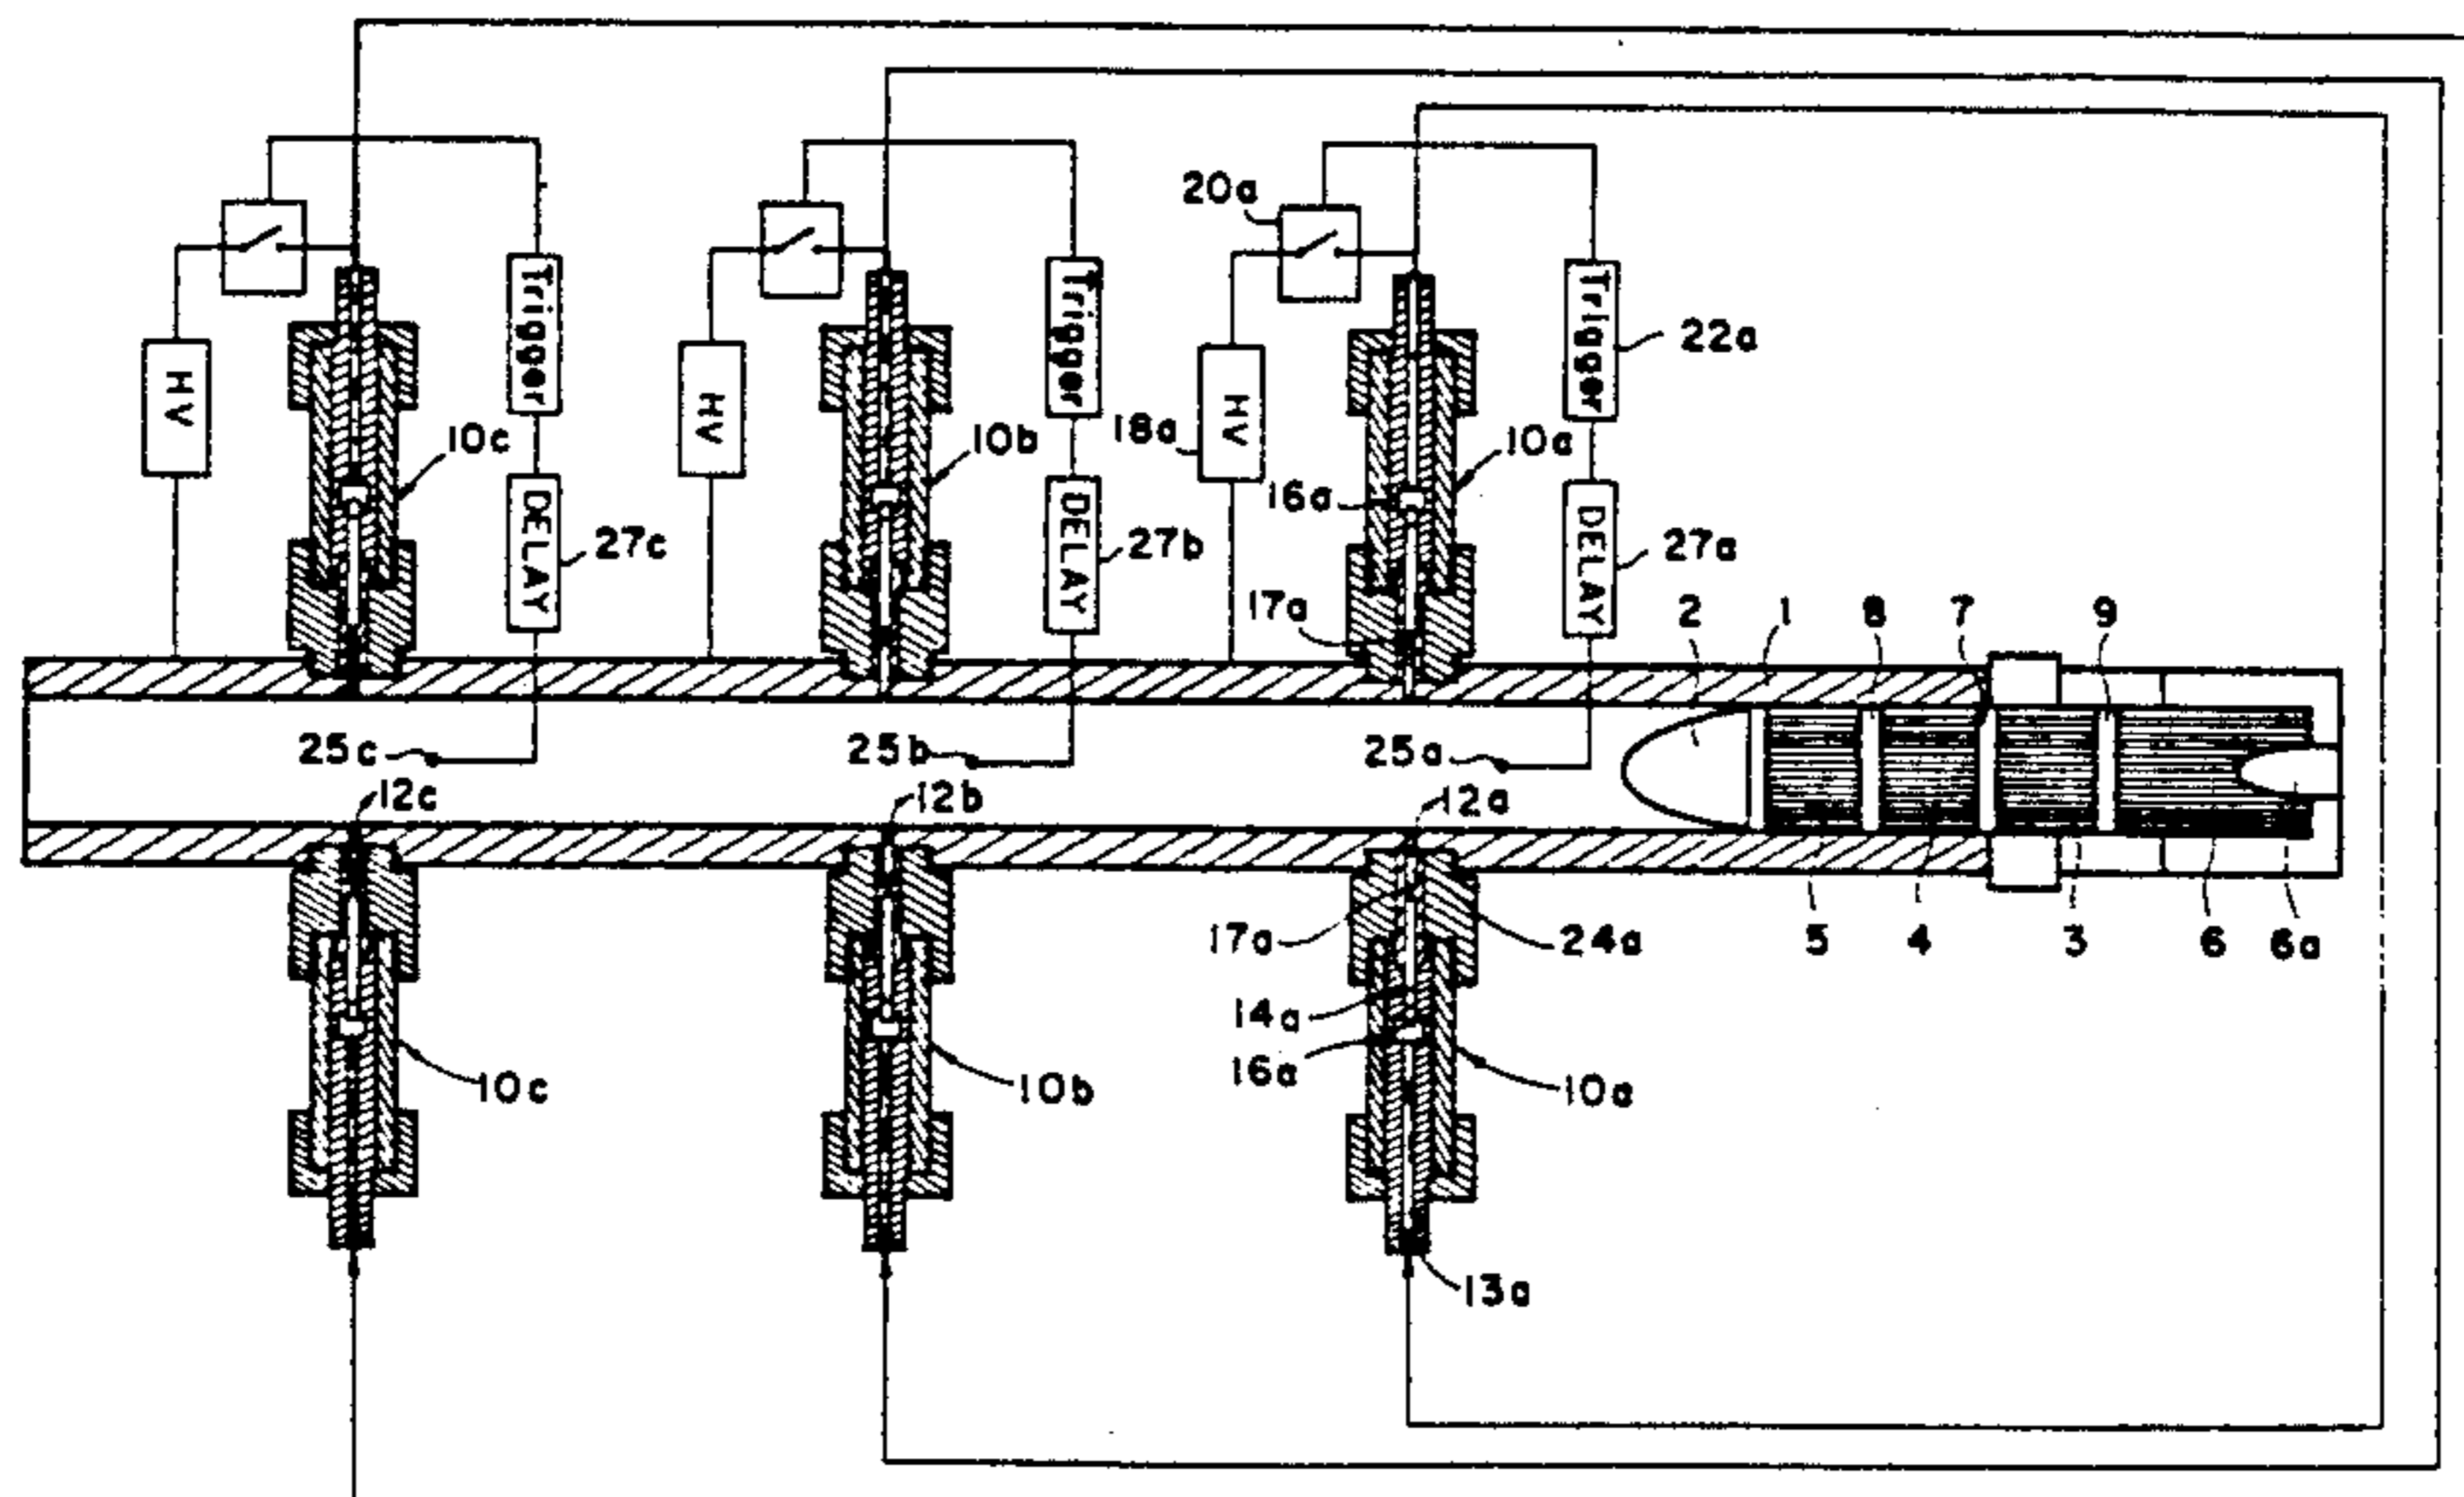 20a
Trigger
Trigger
Trigger
22a
HV
HV
18a
HV
10c
10b
10a
16a
DELAY
27c
DELAY
27b
DELAY
27a
17a
2
1
8
7
9
25c
25b
25a
12c
12b
12a
17a
24a
5
4
3
6
6a
14a
16a
10c
10b
10a
13a